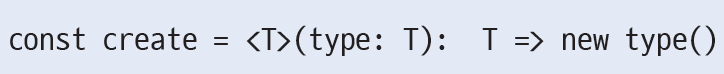 const create = <T>(type: T):  T => new type()